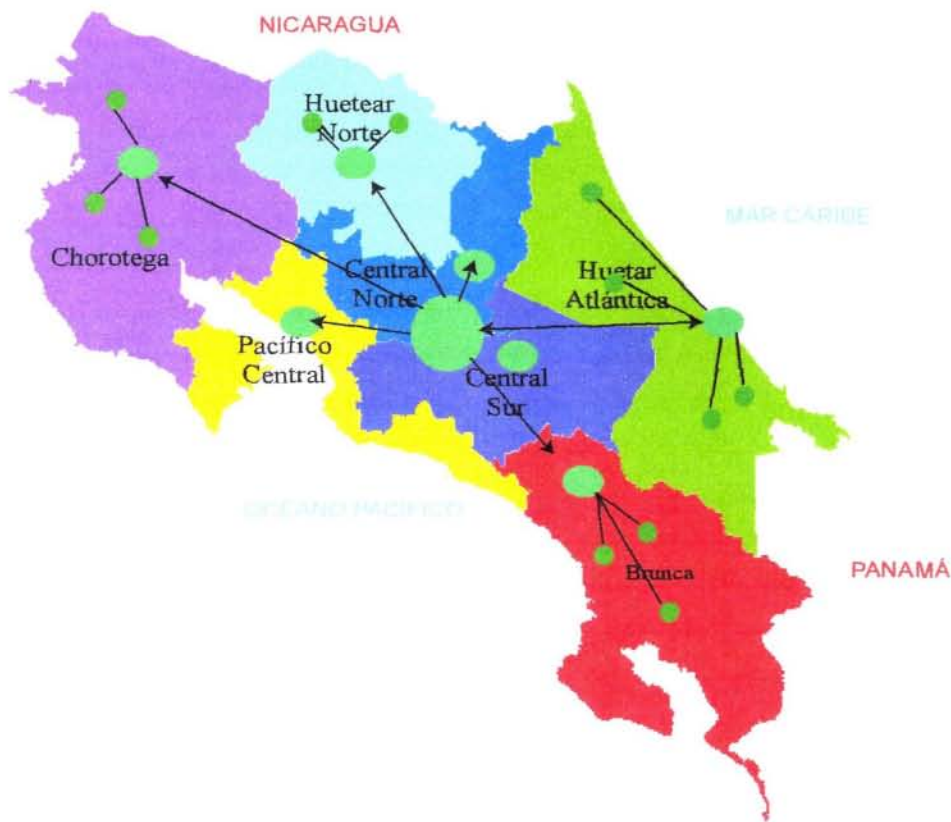 NICARAGUA
Huetear
Norte
MAR CARIBE
Chorotega
Central
Norte
Huetar
Atlántica
Pacífico
Central
Central
Sur
OCEANO PACIFICO
Brunca
PANAMÁ